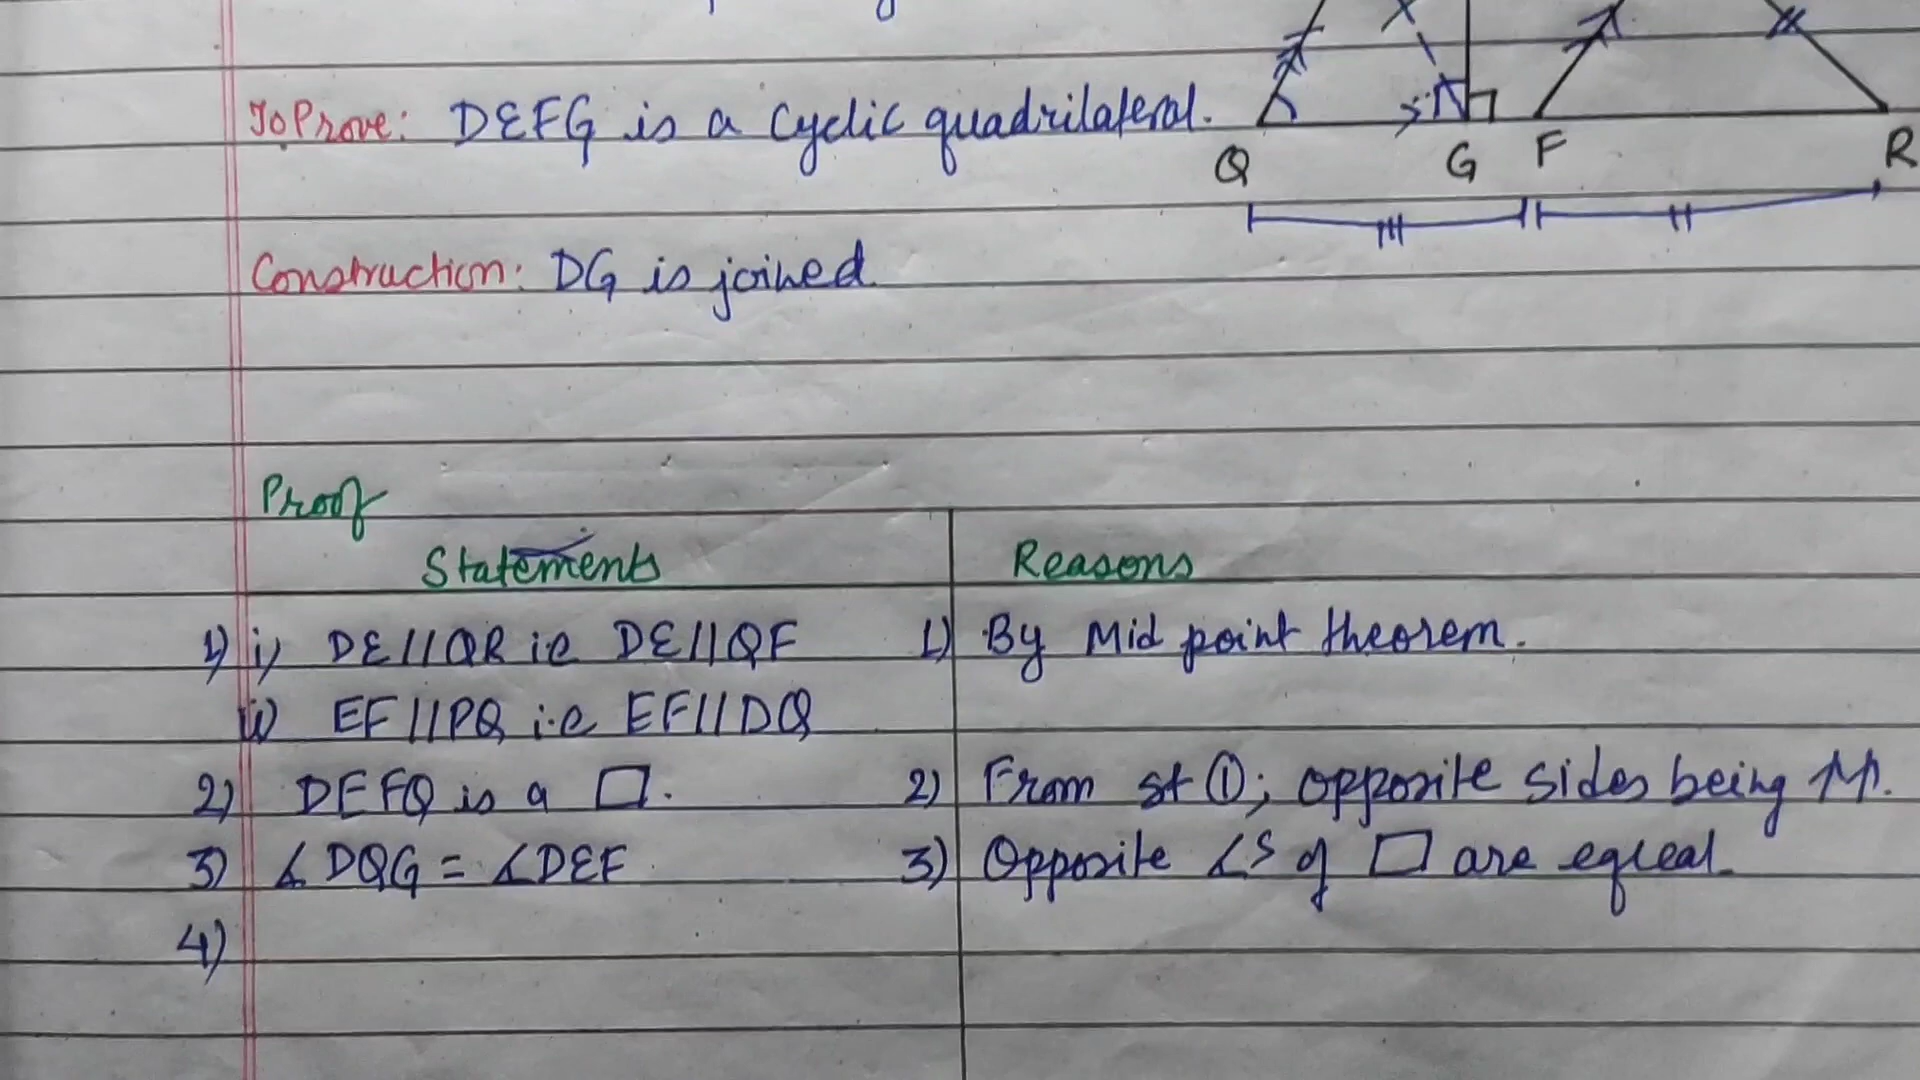 To Prove: DEFG is a cyclic quadrilateral.
Q G F R
Construction: DG is joined
Proof
Statements Reasons
1) i) DE//QR i.e DE//QF 1) By Mid point theorem.
ii) EF//PQ i.e EF//DQ
2) DEFQ is a ▱. 2) From st ①; opposite sides being //.
3) ∠DQG = ∠DEF 3) Opposite ∠s of ▱ are equal.
4)